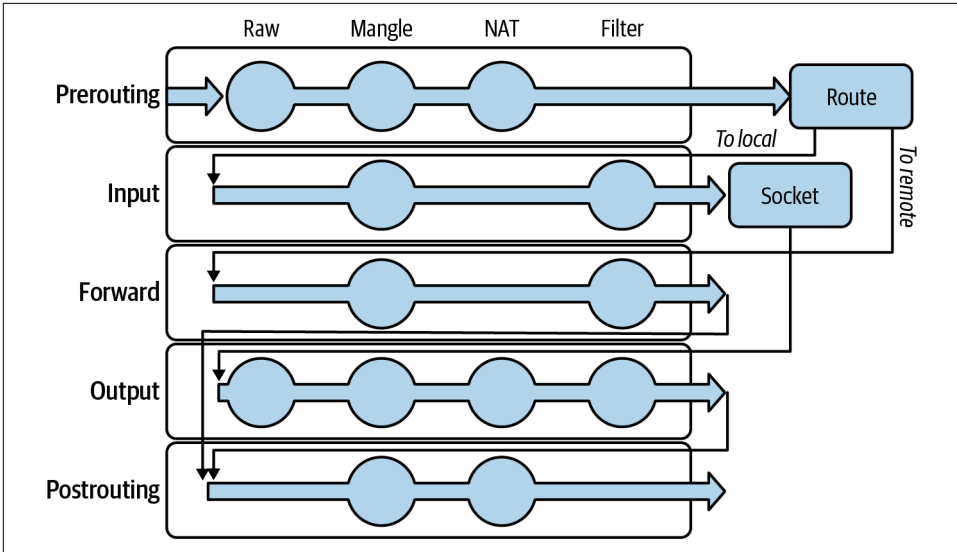 Raw Mangle NAT Filter
Prerouting
Route
To local
To remote
Input
Socket
Forward
Output
Postrouting